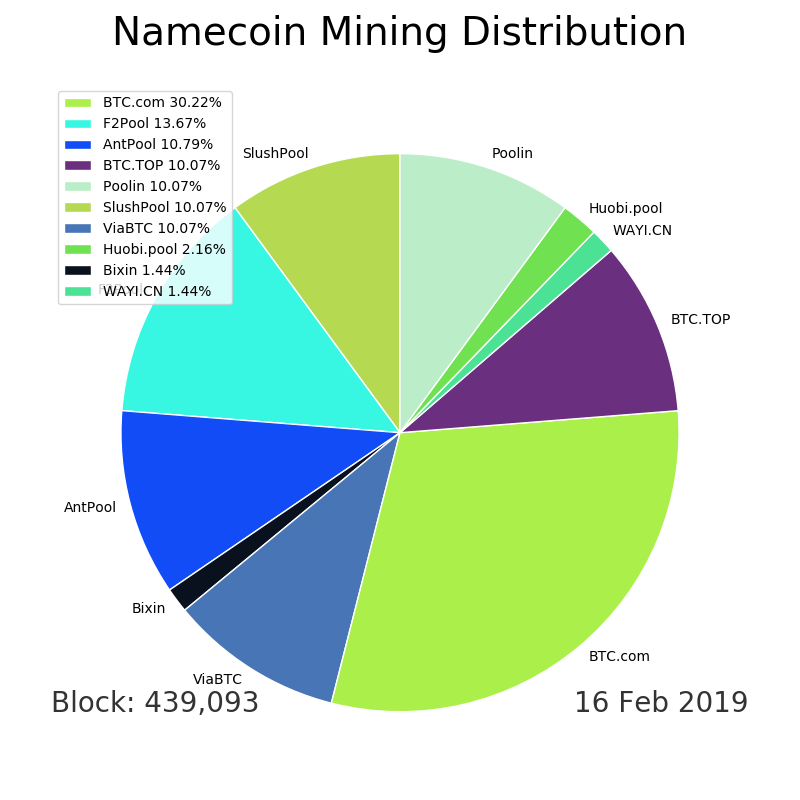 Namecoin Mining Distribution
BTC.com 30.22%
F2Pool 13.67%
AntPool 10.79%
BTC.TOP 10.07%
Poolin 10.07%
SlushPool 10.07%
ViaBTC 10.07%
Huobi.pool 2.16%
Bixin 1.44%
WAYI.CN 1.44%
SlushPool
Poolin
Huobi.pool
WAYI.CN
BTC.TOP
F2Pool
AntPool
Bixin
ViaBTC
BTC.com
Block: 439,093
16 Feb 2019